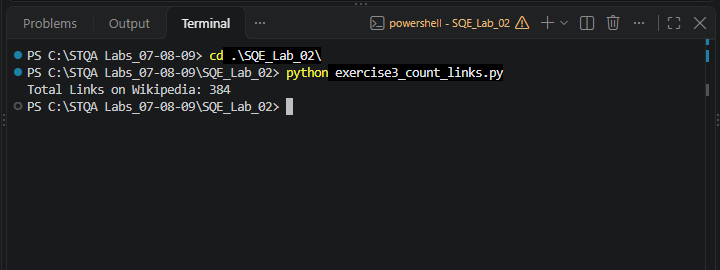 Problems Output Terminal ··· powershell - SQE_Lab_02
PS C:\STQA Labs_07-08-09> cd .\SQE_Lab_02\
PS C:\STQA Labs_07-08-09\SQE_Lab_02> python exercise3_count_links.py
Total Links on Wikipedia: 384
PS C:\STQA Labs_07-08-09\SQE_Lab_02>